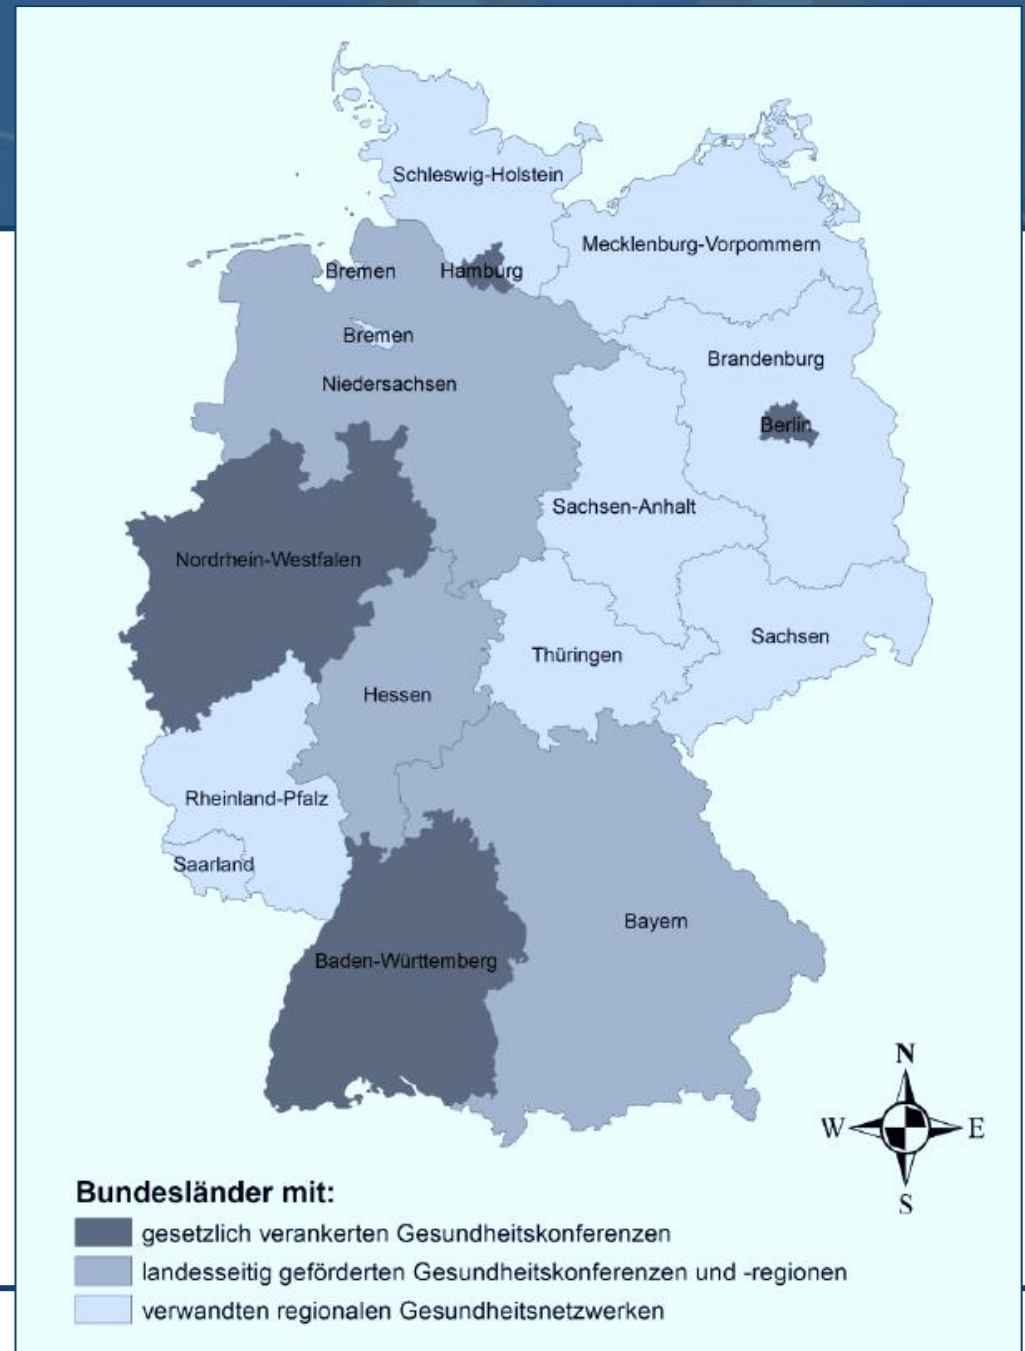 Schleswig-Holstein
Mecklenburg-Vorpommern
Bremen
Hamburg
Bremen
Brandenburg
Niedersachsen
Berlin
Sachsen-Anhalt
Nordrhein-Westfalen
Sachsen
Thüringen
Hessen
Rheinland-Pfalz
Saarland
Bayern
Baden-Württemberg
N
W E
S
Bundesländer mit:
gesetzlich verankerten Gesundheitskonferenzen
landesseitig geförderten Gesundheitskonferenzen und -regionen
verwandten regionalen Gesundheitsnetzwerken